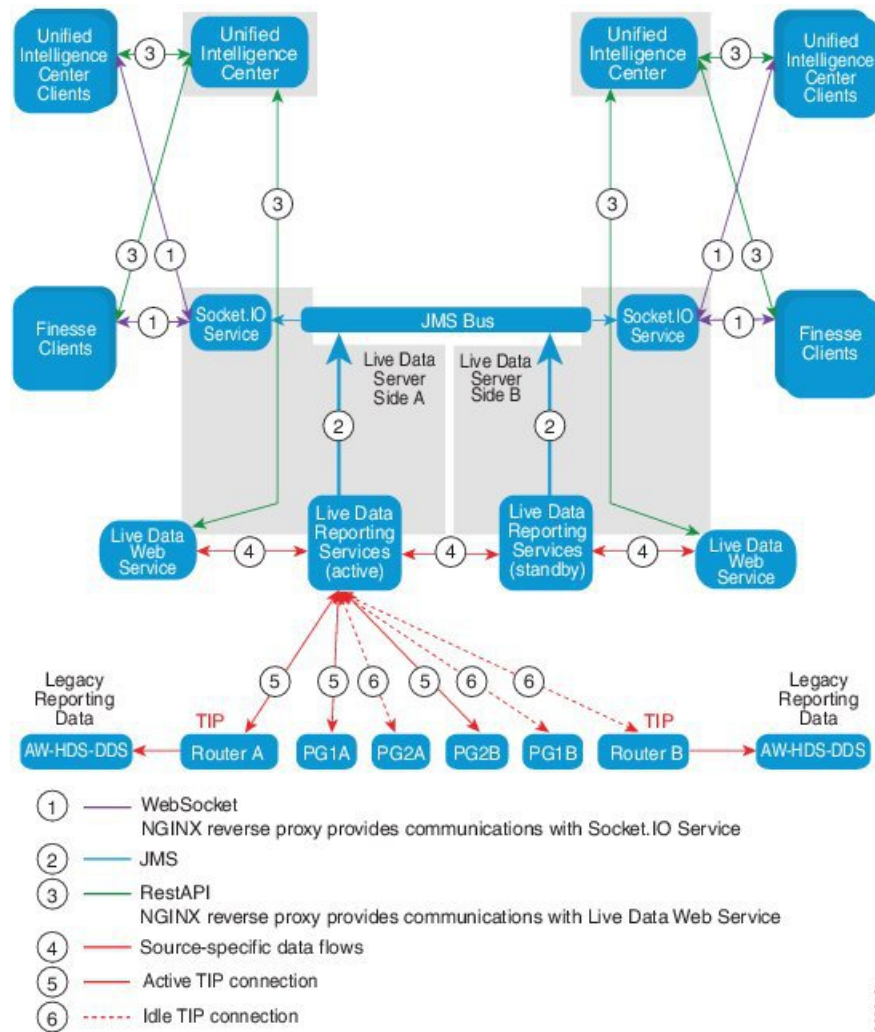 Unified
Intelligence
Center
Clients
3
Unified
Intelligence
Center
Unified
Intelligence
Center
3
Unified
Intelligence
Center
Clients
3
3
3
1
1
3
Finesse
Clients
1
Socket.IO
Service
JMS Bus
Socket.IO
Service
1
Finesse
Clients
Live Data
Server
Side A
Live Data
Server
Side B
2
2
Live Data
Web
Service
4
Live Data
Reporting
Services
(active)
4
Live Data
Reporting
Services
(standby)
4
Live Data
Web
Service
5
5
6
5
6
6
Legacy
Reporting
Data
TIP
TIP
Legacy
Reporting
Data
AW-HDS-DDS
Router A
PG1A
PG2A
PG2B
PG1B
Router B
AW-HDS-DDS
1 WebSocket
NGINX reverse proxy provides communications with Socket.IO Service
2 JMS
3 RestAPI
NGINX reverse proxy provides communications with Live Data Web Service
4 Source-specific data flows
5 Active TIP connection
6 Idle TIP connection